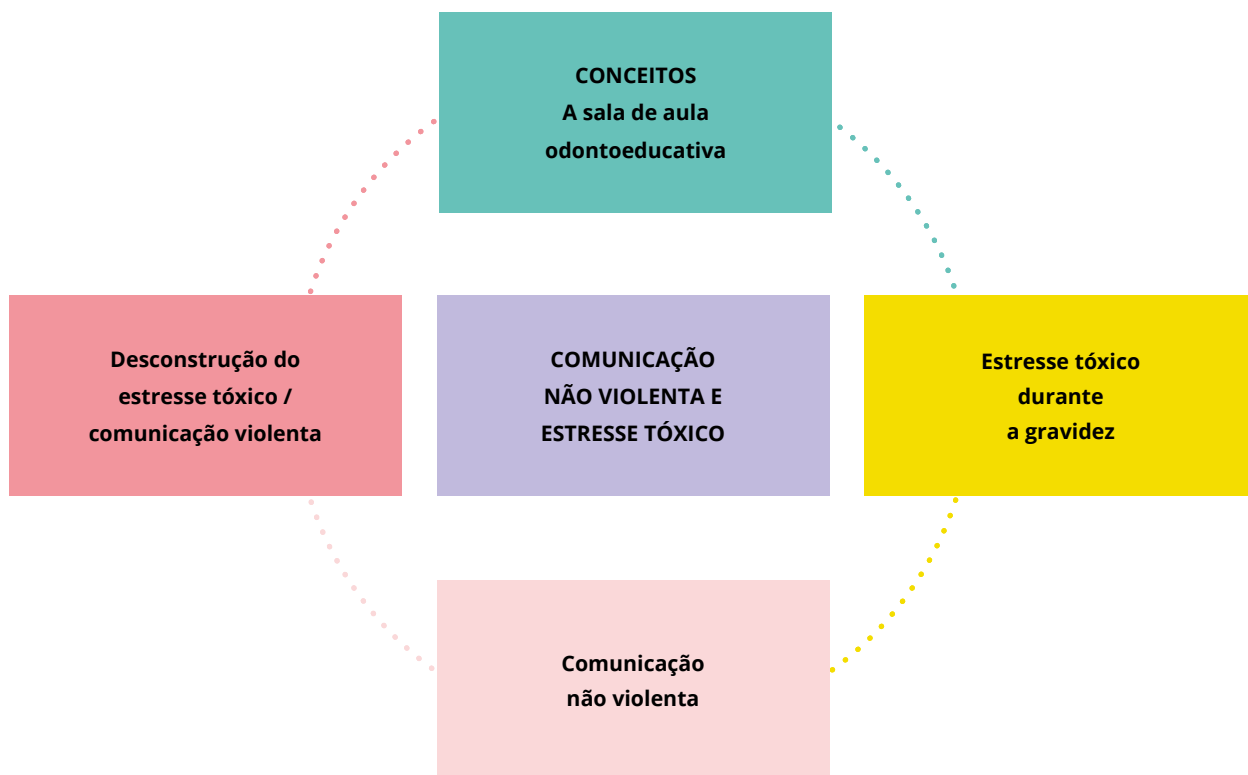 CONCEITOS
A sala de aula
odontoeducativa
Desconstrução do
estresse tóxico /
comunicação violenta
COMUNICAÇÃO
NÃO VIOLENTA E
ESTRESSE TÓXICO
Estresse tóxico
durante
a gravidez
Comunicação
não violenta